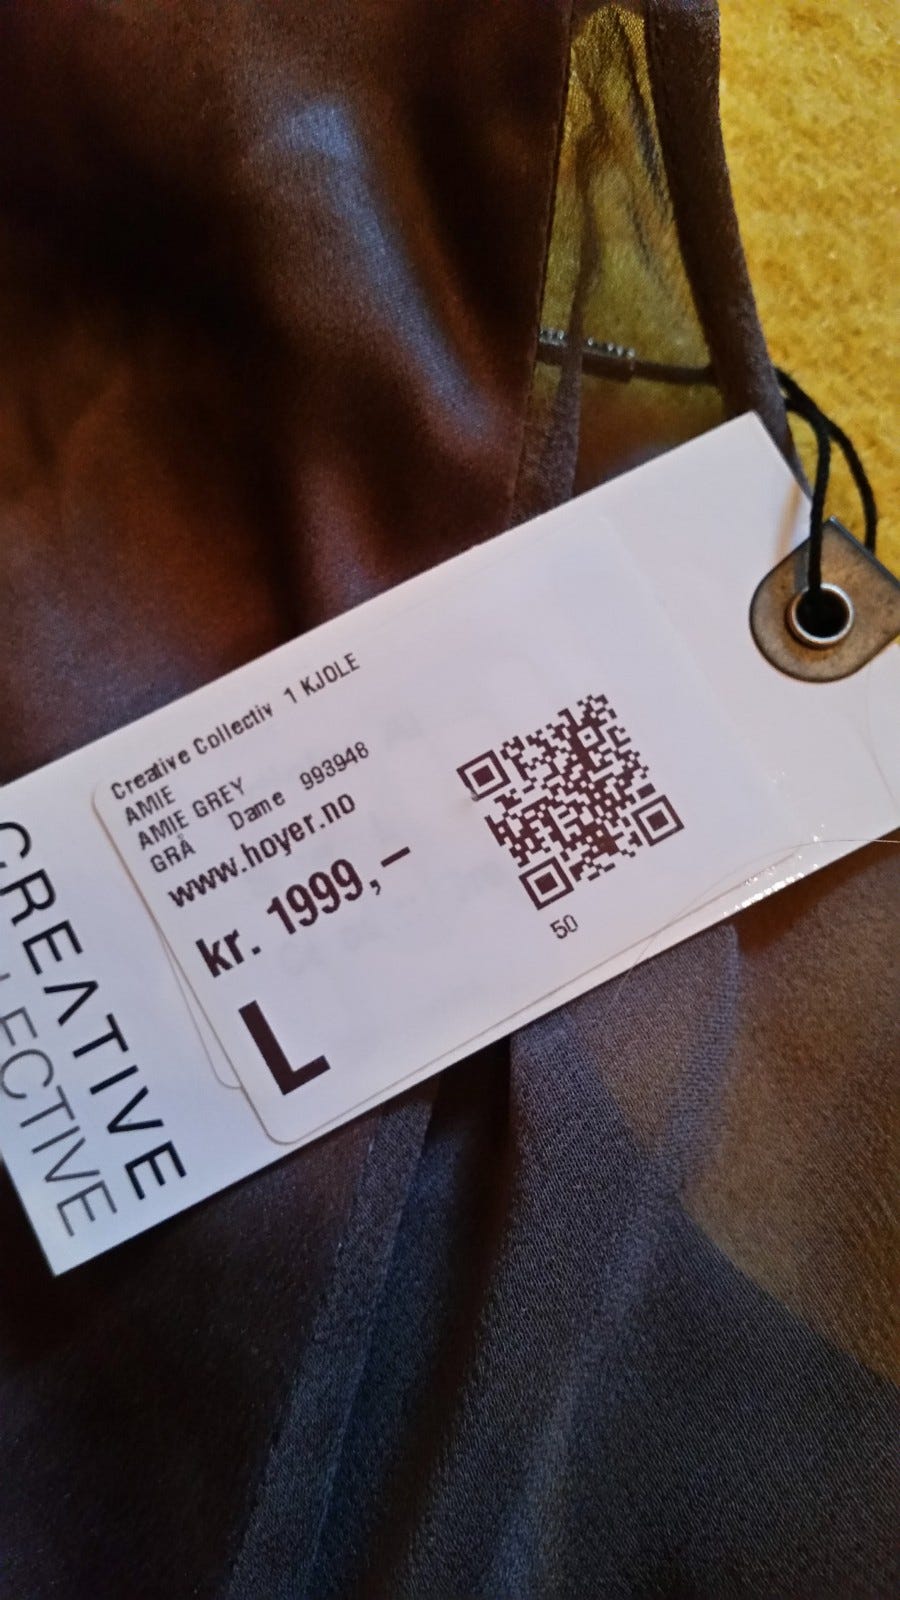 Creative Collectiv 1 KJOLE
AMIE
AMIE GREY
GRÅ Dame 993948
www.hoyer.no
kr. 1999,–
L
50
CREATIVE
LECTIVE